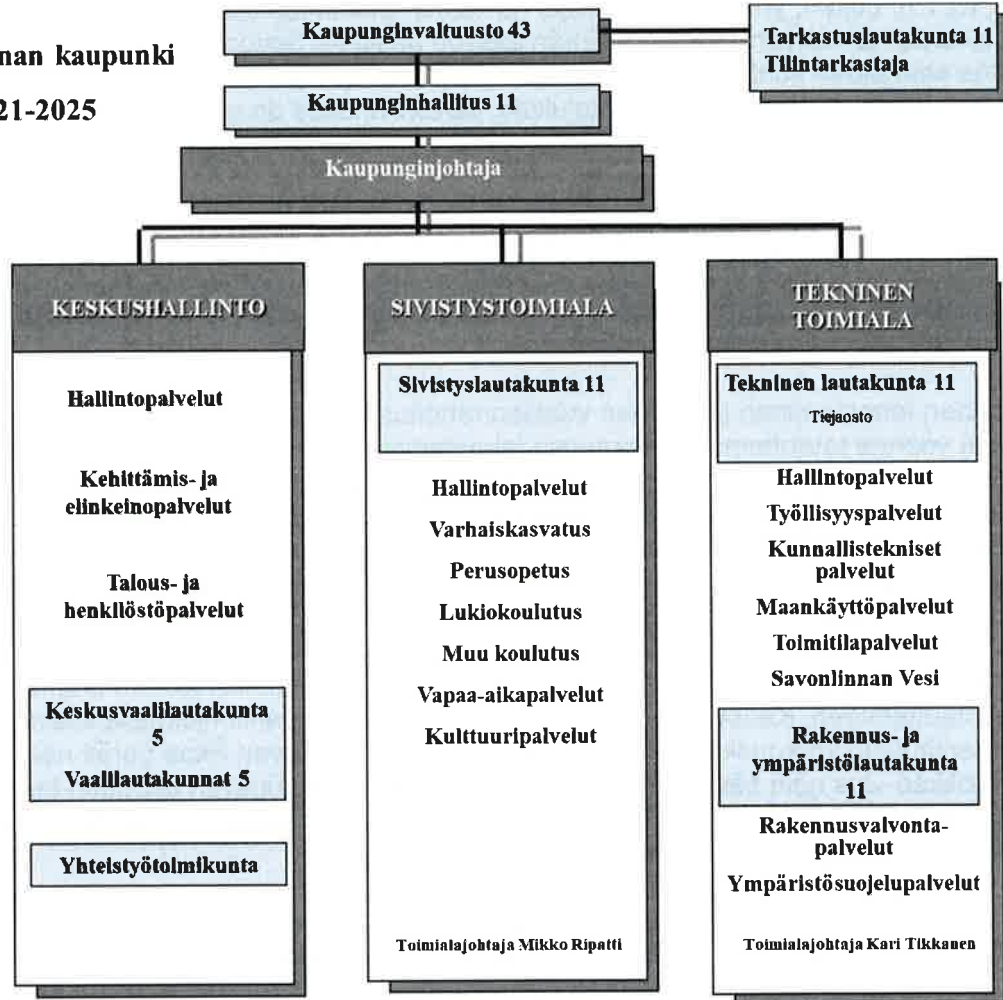 nan kaupunki
21-2025
Kaupunginvaltuusto 43
Tarkastuslautakunta 11
Tilintarkastaja
Kaupunginhallitus 11
Kaupunginjohtaja
KESKUSHALLINTO
Hallintopalvelut
Kehittämis- ja
elinkeinopalvelut
Talous- ja
henkilöstöpalvelut
Keskusvaalilautakunta
5
Vaalilautakunnat 5
Yhteistyötoimikunta
SIVISTYSTOIMIALA
Sivistyslautakunta 11
Hallintopalvelut
Varhaiskasvatus
Perusopetus
Lukiokoulutus
Muu koulutus
Vapaa-aikapalvelut
Kulttuuripalvelut
Toimialajohtaja Mikko Ripatti
TEKNINEN
TOIMIALA
Tekninen lautakunta 11
Tiejaosto
Hallintopalvelut
Työllisyyspalvelut
Kunnallistekniset
palvelut
Maankäyttöpalvelut
Toimitilapalvelut
Savonlinnan Vesi
Rakennus- ja
ympäristölautakunta
11
Rakennusvalvonta-
palvelut
Ympäristösuojelupalvelut
Toimialajohtaja Kari Tikkanen